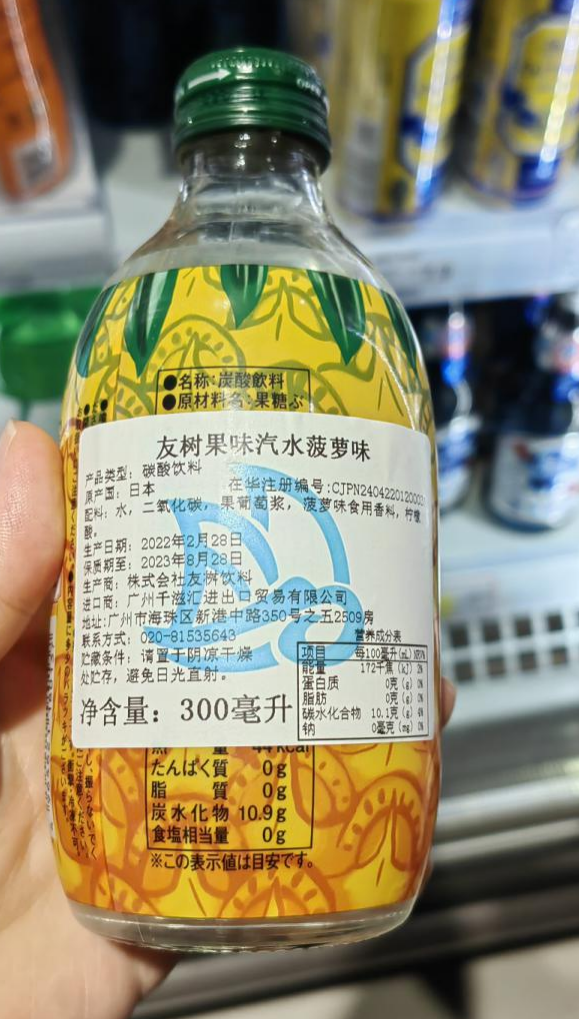 ●名称:炭酸飲料
●原材料名:果糖ぶ
友树果味汽水菠萝味
产品类型：碳酸饮料
原产国：日本 在华注册编号:CJPN24042201200
配料：水，二氧化碳，果葡萄浆，菠萝味食用香料，柠檬
酸。
生产日期：2022年2月28日
保质期至：2023年8月28日
生产商：株式会社友桝饮料
进口商：广州千滋汇进出口贸易有限公司
地址:广州市海珠区新港中路350号之五2509房
联系方式：020-81535643
贮藏条件：请置于阴凉干燥
处贮存，避免日光直射。
净含量：300毫升
营养成分表
项目 每100毫升(mL) NRV%
能量 172千焦(kJ) 2%
蛋白质 0克(g) 0%
脂肪 0克(g) 0%
碳水化合物 10.1克(g) 4%
钠 0毫克(mg) 0%
量 44kcal
たんぱく質 0g
脂質 0g
炭水化物 10.9g
食塩相当量 0g
※この表示値は目安です。